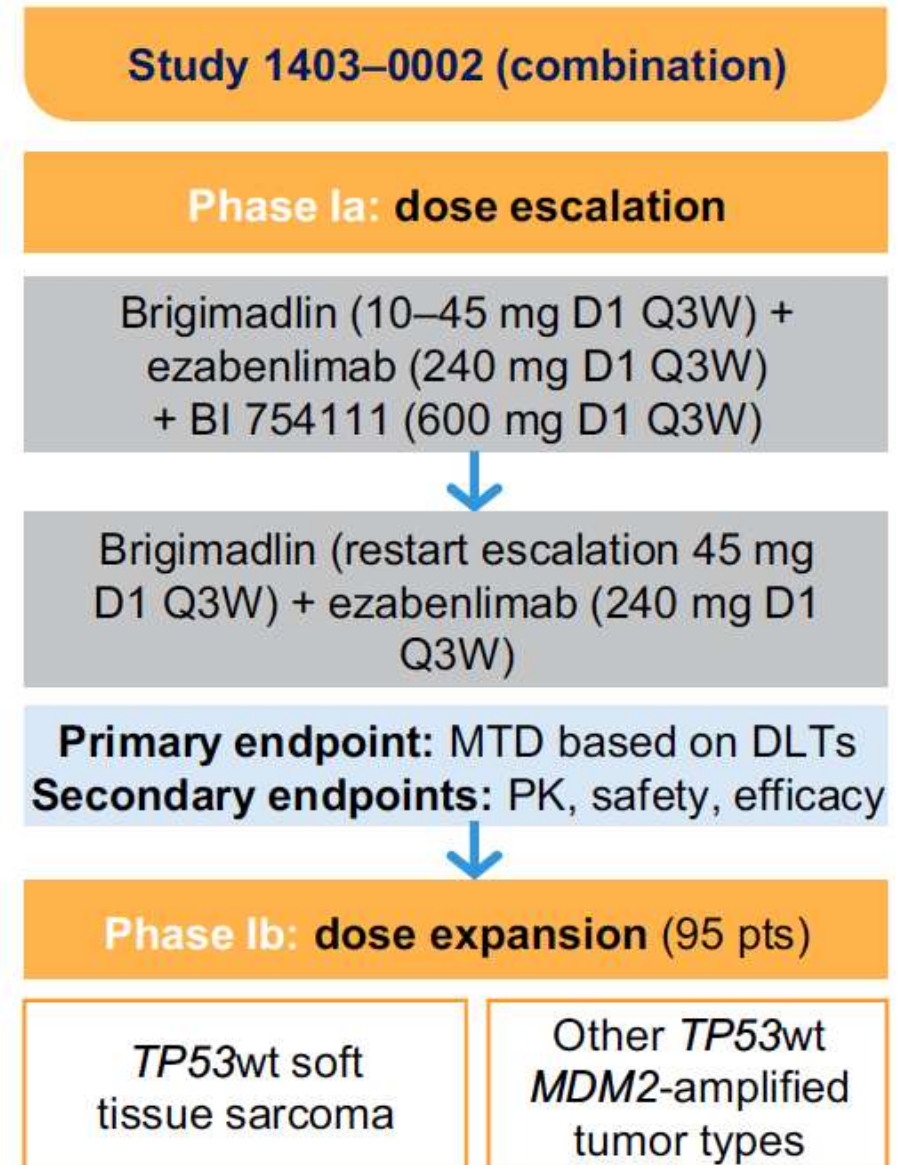 Study 1403–0002 (combination)
Phase Ia: dose escalation
Brigimadlin (10–45 mg D1 Q3W) +
ezabenlimab (240 mg D1 Q3W)
+ BI 754111 (600 mg D1 Q3W)
Brigimadlin (restart escalation 45 mg
D1 Q3W) + ezabenlimab (240 mg D1
Q3W)
Primary endpoint: MTD based on DLTs
Secondary endpoints: PK, safety, efficacy
Phase Ib: dose expansion (95 pts)
TP53wt soft
tissue sarcoma
Other TP53wt
MDM2-amplified
tumor types